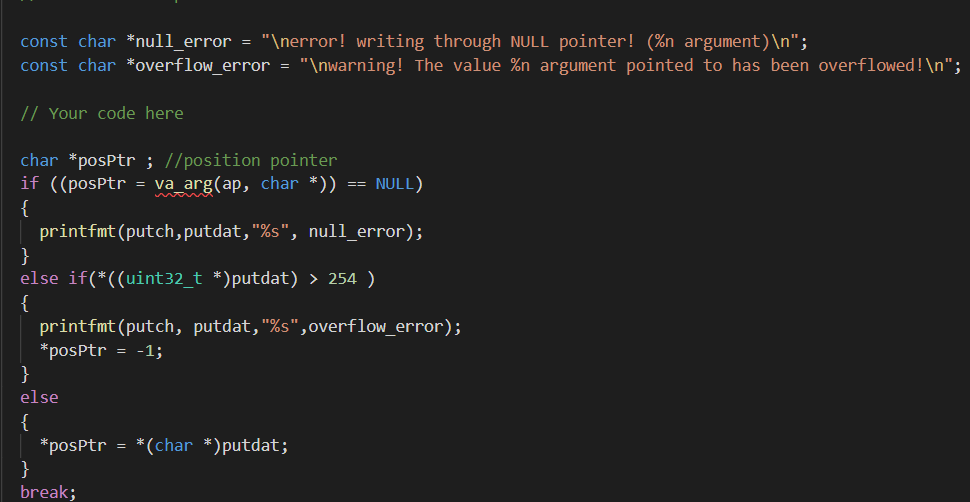 const char *null_error = "\nerror! writing through NULL pointer! (%n argument)\n";
const char *overflow_error = "\nwarning! The value %n argument pointed to has been overflowed!\n";
// Your code here
char *posPtr ; //position pointer
if ((posPtr = va_arg(ap, char *)) == NULL)
{
printfmt(putch,putdat,"%s", null_error);
}
else if(*((uint32_t *)putdat) > 254 )
{
printfmt(putch, putdat,"%s",overflow_error);
*posPtr = -1;
}
else
{
*posPtr = *(char *)putdat;
}
break;